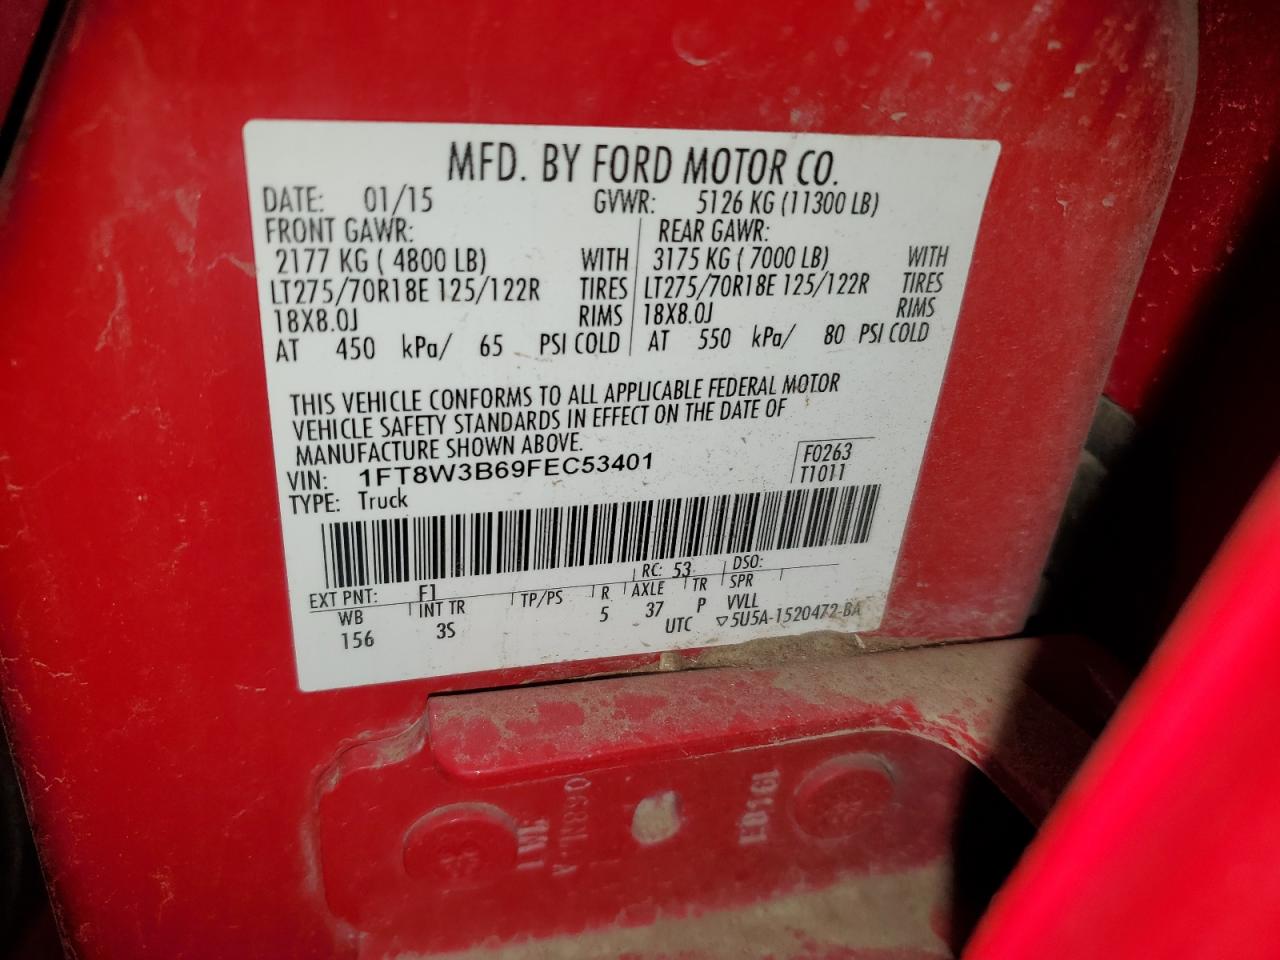 MFD. BY FORD MOTOR CO.
DATE: 01/15 GVWR: 5126 KG (11300 LB)
FRONT GAWR: REAR GAWR:
2177 KG ( 4800 LB) WITH 3175 KG ( 7000 LB) WITH
LT275/70R18E 125/122R TIRES LT275/70R18E 125/122R TIRES
18X8.0J RIMS 18X8.0J RIMS
AT 450 kPa/ 65 PSI COLD AT 550 kPa/ 80 PSI COLD
THIS VEHICLE CONFORMS TO ALL APPLICABLE FEDERAL MOTOR
VEHICLE SAFETY STANDARDS IN EFFECT ON THE DATE OF
MANUFACTURE SHOWN ABOVE.
VIN: 1FT8W3B69FEC53401 F0263
TYPE: Truck T1011
EXT PNT: F1 RC: 53 DSO:
WB INT TR TP/PS R AXLE TR SPR
156 3S 5 37 P VVLL
UTC ▽5U5A-1520472-BA